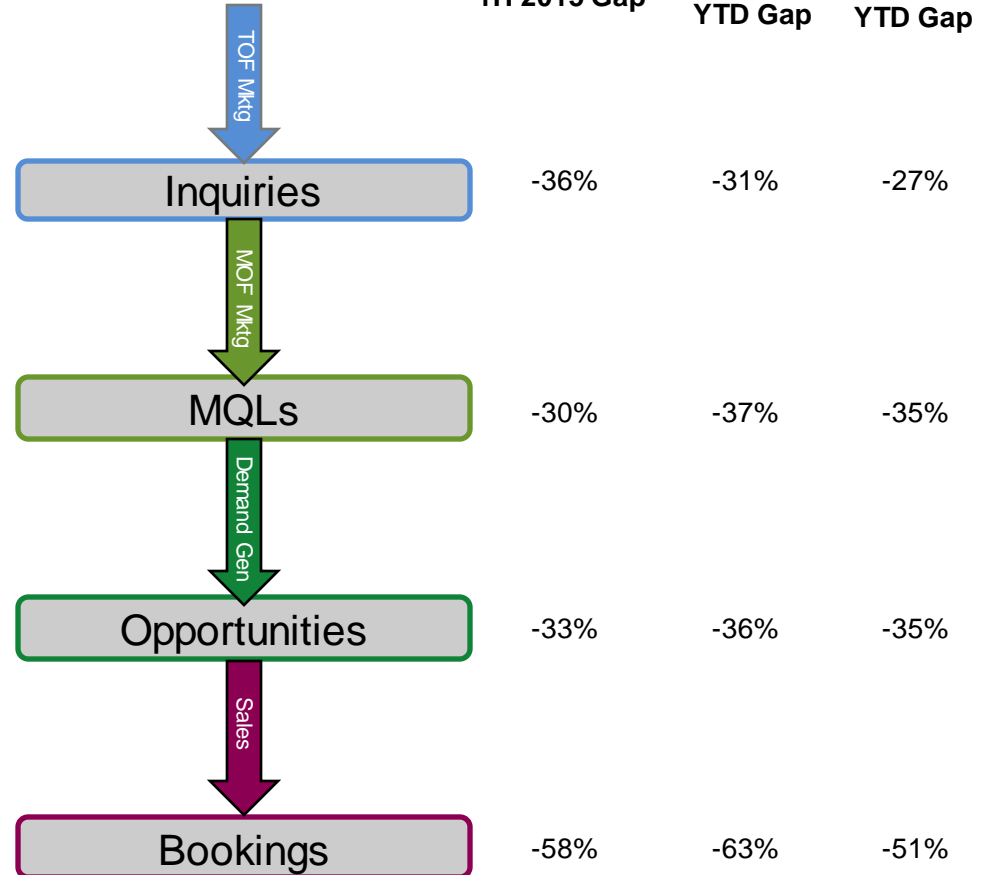 Gap
YTD Gap
YTD Gap
TOF Mktg
Inquiries
-36%
-31%
-27%
MOF Mktg
MQLs
-30%
-37%
-35%
Demand Gen
Opportunities
-33%
-36%
-35%
Sales
Bookings
-58%
-63%
-51%